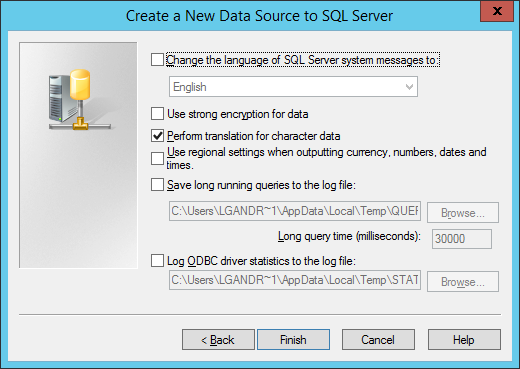 Create a New Data Source to SQL Server
x
Change the language of SQL Server system messages to:
English
Use strong encryption for data
Perform translation for character data
Use regional settings when outputting currency, numbers, dates and
times.
Save long running queries to the log file:
C:\Users\LGANDR~1\AppData\Local\Temp\QUER
Browse...
Long query time (milliseconds):
30000
Log ODBC driver statistics to the log file:
C:\Users\LGANDR~1\AppData\Local\Temp\STAT
Browse...
< Back
Finish
Cancel
Help